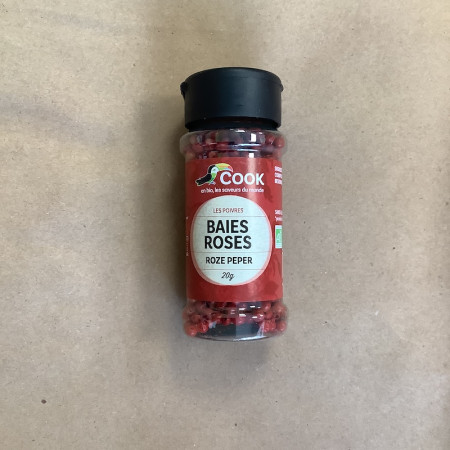 COOK
en bio, les saveurs du monde
LES POIVRES
BAIES
ROSES
ROZE PEPER
20g